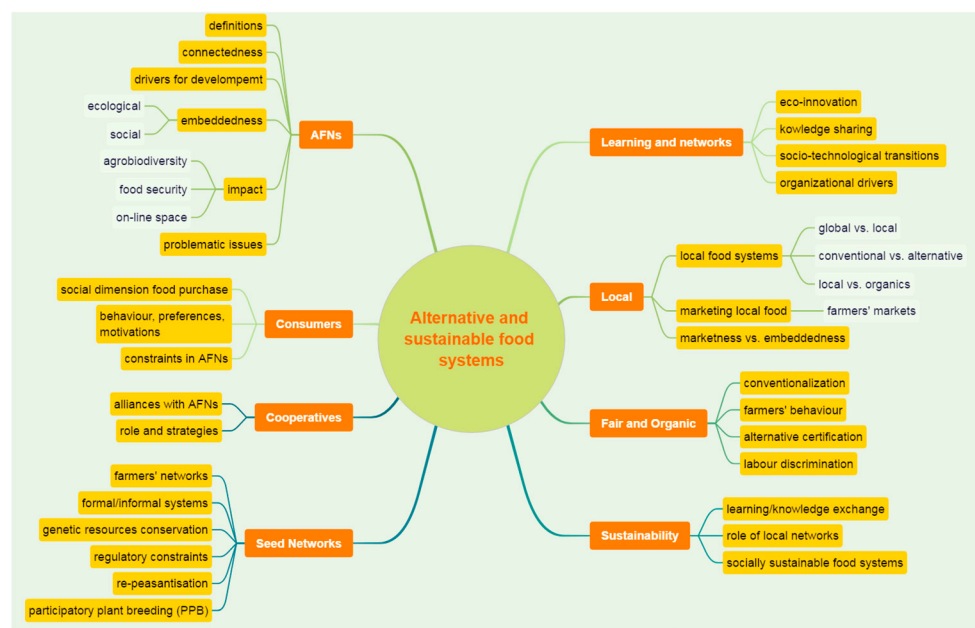 Alternative and
sustainable food
systems
AFNs
definitions
connectedness
drivers for developempt
embeddedness
ecological
social
impact
agrobiodiversity
food security
on-line space
problematic issues
Consumers
social dimension food purchase
behaviour, preferences,
motivations
constraints in AFNs
Cooperatives
alliances with AFNs
role and strategies
Seed Networks
farmers' networks
formal/informal systems
genetic resources conservation
regulatory constraints
re-peasantisation
participatory plant breeding (PPB)
Learning and networks
eco-innovation
kowledge sharing
socio-technological transitions
organizational drivers
Local
local food systems
global vs. local
conventional vs. alternative
local vs. organics
marketing local food
farmers' markets
marketness vs. embeddedness
Fair and Organic
conventionalization
farmers' behaviour
alternative certification
labour discrimination
Sustainability
learning/knowledge exchange
role of local networks
socially sustainable food systems